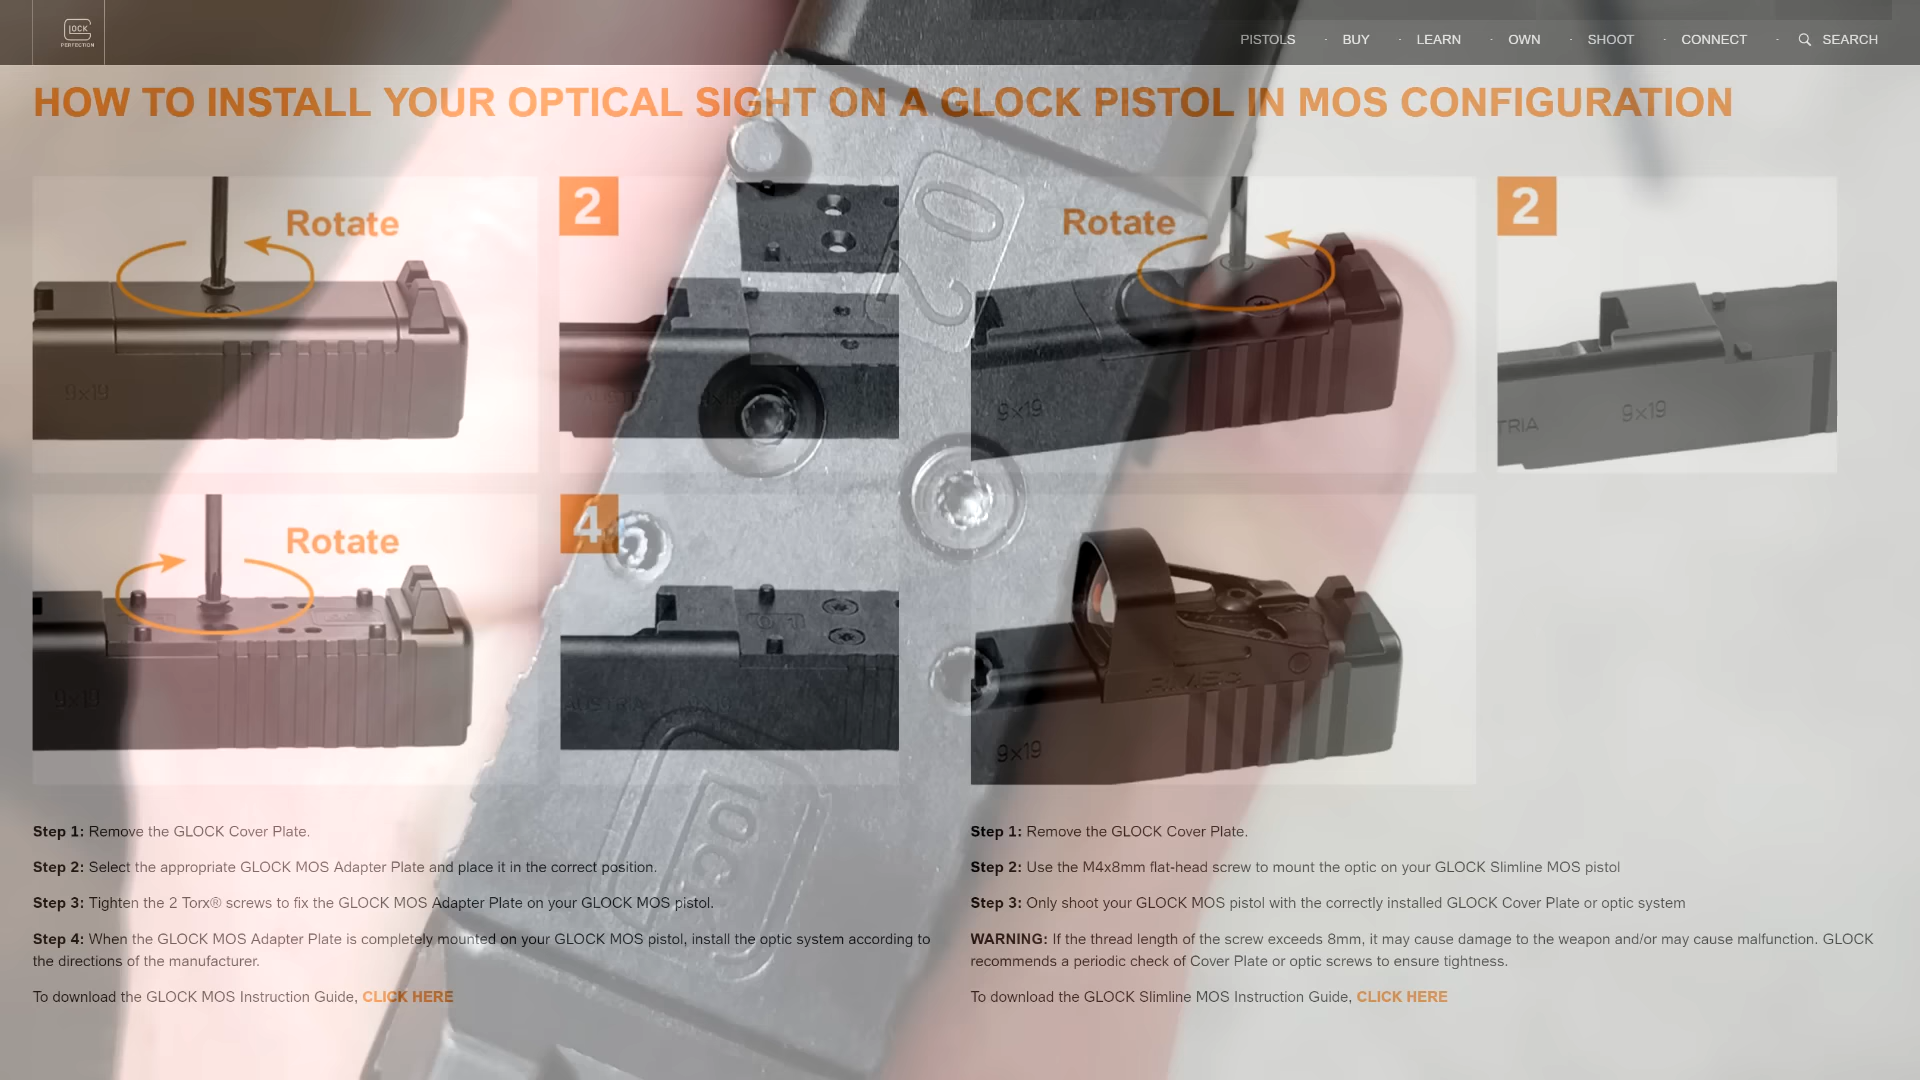 GLOCK
PERFECTION
PISTOLS · BUY · LEARN · OWN · SHOOT · CONNECT · SEARCH
HOW TO INSTALL YOUR OPTICAL SIGHT ON A GLOCK PISTOL IN MOS CONFIGURATION
Rotate
9x19
2
AUSTRIA 9x19
02
Rotate
9x19
2
TRIA 9x19
Rotate
9x19
4
01
AUSTRIA 9x19
RMSc
9x19
GLOCK
Step 1: Remove the GLOCK Cover Plate.
Step 2: Select the appropriate GLOCK MOS Adapter Plate and place it in the correct position.
Step 3: Tighten the 2 Torx® screws to fix the GLOCK MOS Adapter Plate on your GLOCK MOS pistol.
Step 4: When the GLOCK MOS Adapter Plate is completely mounted on your GLOCK MOS pistol, install the optic system according to
the directions of the manufacturer.
To download the GLOCK MOS Instruction Guide, CLICK HERE
Step 1: Remove the GLOCK Cover Plate.
Step 2: Use the M4x8mm flat-head screw to mount the optic on your GLOCK Slimline MOS pistol
Step 3: Only shoot your GLOCK MOS pistol with the correctly installed GLOCK Cover Plate or optic system
WARNING: If the thread length of the screw exceeds 8mm, it may cause damage to the weapon and/or may cause malfunction. GLOCK
recommends a periodic check of Cover Plate or optic screws to ensure tightness.
To download the GLOCK Slimline MOS Instruction Guide, CLICK HERE